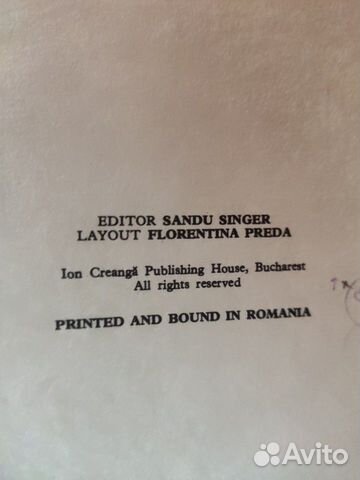 EDITOR SANDU SINGER
LAYOUT FLORENTINA PREDA
Ion Creangă Publishing House, Bucharest
All rights reserved
PRINTED AND BOUND IN ROMANIA
Avito